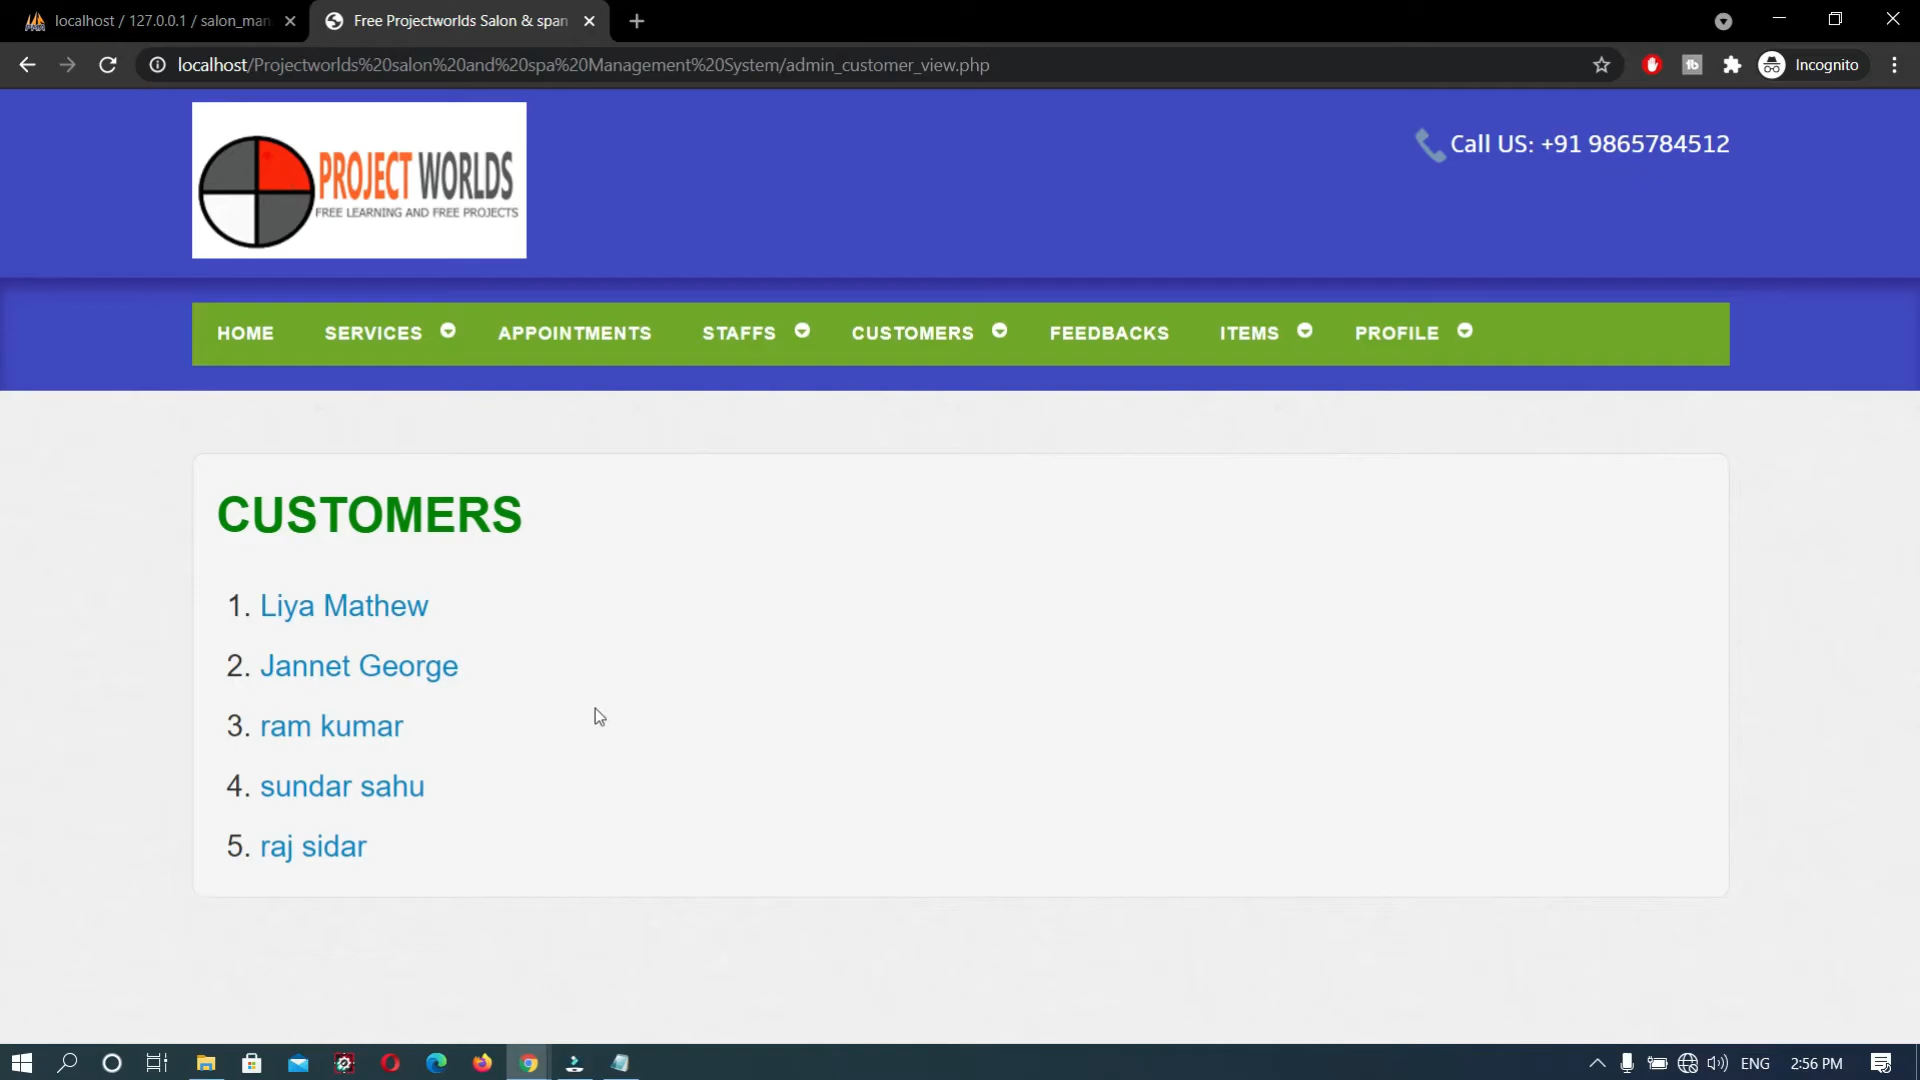 localhost / 127.0.0.1 / salon_man
Free Projectworlds Salon & span
localhost/Projectworlds%20salon%20and%20spa%20Management%20System/admin_customer_view.php
Incognito
PROJECT WORLDS
FREE LEARNING AND FREE PROJECTS
Call US: +91 9865784512
HOME SERVICES APPOINTMENTS STAFFS CUSTOMERS FEEDBACKS ITEMS PROFILE
CUSTOMERS
1. Liya Mathew
2. Jannet George
3. ram kumar
4. sundar sahu
5. raj sidar
ENG
2:56 PM